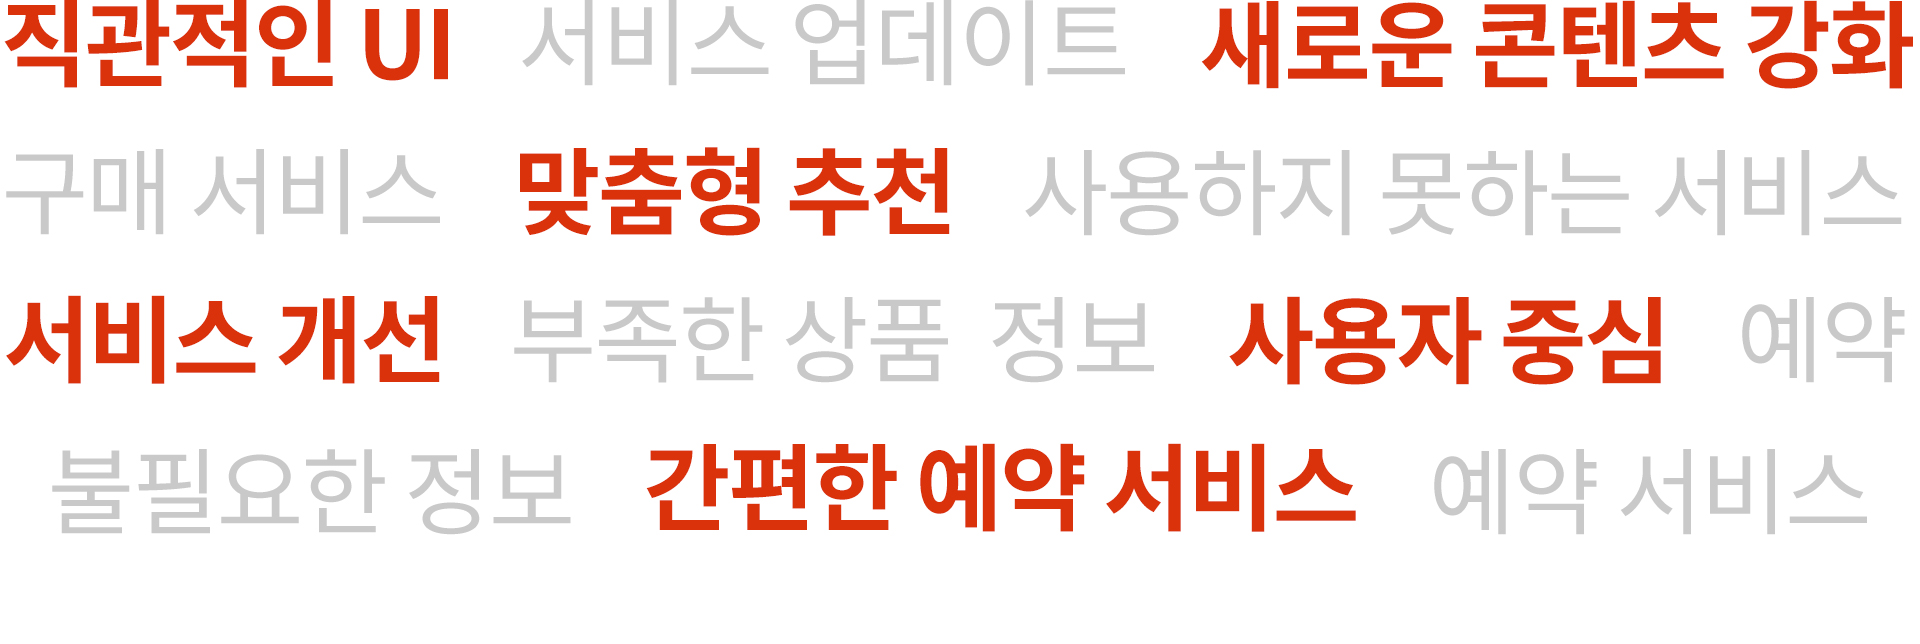 직관적인 UI 서비스 업데이트 새로운 콘텐츠 강화
구매 서비스 맞춤형 추천 사용하지 못하는 서비스
서비스 개선 부족한 상품 정보 사용자 중심 예약
불필요한 정보 간편한 예약 서비스 예약 서비스